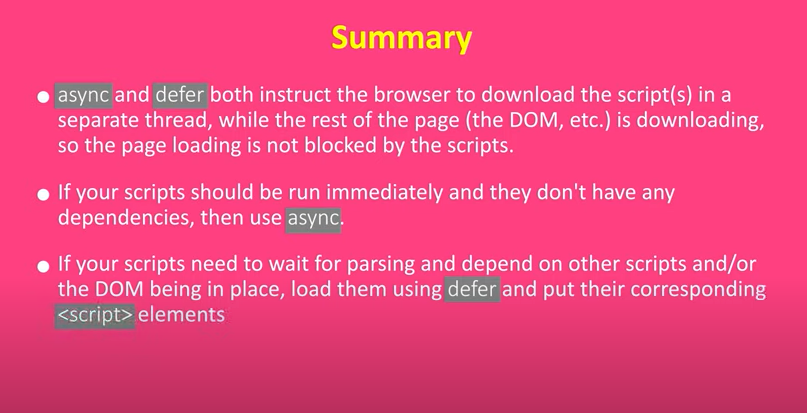 Summary
● async and defer both instruct the browser to download the script(s) in a
separate thread, while the rest of the page (the DOM, etc.) is downloading,
so the page loading is not blocked by the scripts.
● If your scripts should be run immediately and they don't have any
dependencies, then use async.
● If your scripts need to wait for parsing and depend on other scripts and/or
the DOM being in place, load them using defer and put their corresponding
<script> elements